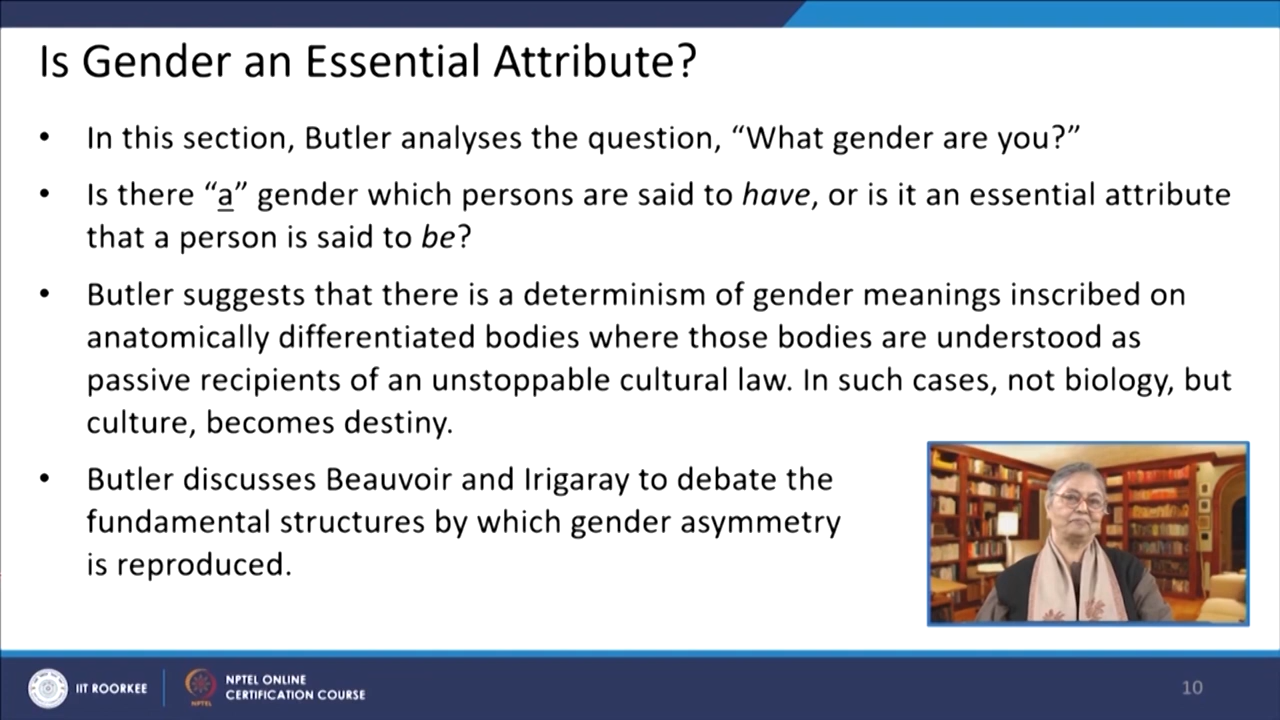 Is Gender an Essential Attribute?
• In this section, Butler analyses the question, “What gender are you?”
• Is there “a” gender which persons are said to have, or is it an essential attribute
that a person is said to be?
• Butler suggests that there is a determinism of gender meanings inscribed on
anatomically differentiated bodies where those bodies are understood as
passive recipients of an unstoppable cultural law. In such cases, not biology, but
culture, becomes destiny.
• Butler discusses Beauvoir and Irigaray to debate the
fundamental structures by which gender asymmetry
is reproduced.
IIT ROORKEE
NPTEL
NPTEL ONLINE
CERTIFICATION COURSE
10